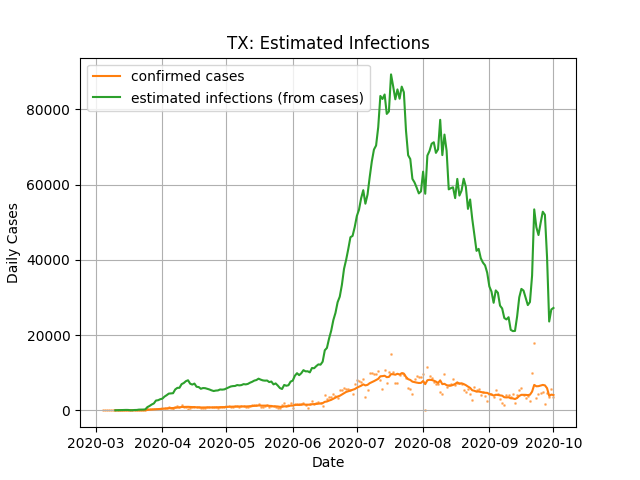 TX: Estimated Infections
confirmed cases
estimated infections (from cases)
Daily Cases
80000
60000
40000
20000
0
2020-03 2020-04 2020-05 2020-06 2020-07 2020-08 2020-09 2020-10
Date